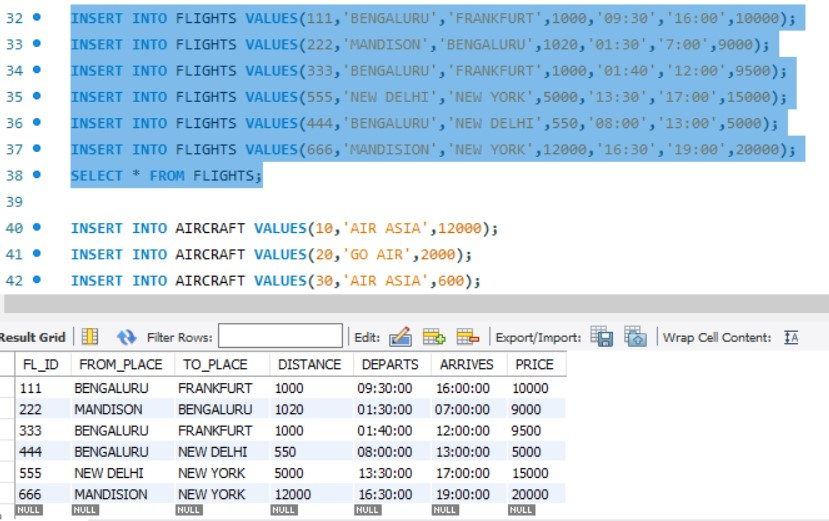 32 INSERT INTO FLIGHTS VALUES(111,'BENGALURU','FRANKFURT',1000,'09:30','16:00',10000);
33 INSERT INTO FLIGHTS VALUES(222,'MANDISON','BENGALURU',1020,'01:30','7:00',9000);
34 INSERT INTO FLIGHTS VALUES(333,'BENGALURU','FRANKFURT',1000,'01:40','12:00',9500);
35 INSERT INTO FLIGHTS VALUES(555,'NEW DELHI','NEW YORK',5000,'13:30','17:00',15000);
36 INSERT INTO FLIGHTS VALUES(444,'BENGALURU','NEW DELHI',550,'08:00','13:00',5000);
37 INSERT INTO FLIGHTS VALUES(666,'MANDISION','NEW YORK',12000,'16:30','19:00',20000);
38 SELECT * FROM FLIGHTS;
39
40 INSERT INTO AIRCRAFT VALUES(10,'AIR ASIA',12000);
41 INSERT INTO AIRCRAFT VALUES(20,'GO AIR',2000);
42 INSERT INTO AIRCRAFT VALUES(30,'AIR ASIA',600);
Result Grid Filter Rows: Edit: Export/Import: Wrap Cell Content:
FL_ID FROM_PLACE TO_PLACE DISTANCE DEPARTS ARRIVES PRICE
111 BENGALURU FRANKFURT 1000 09:30:00 16:00:00 10000
222 MANDISON BENGALURU 1020 01:30:00 07:00:00 9000
333 BENGALURU FRANKFURT 1000 01:40:00 12:00:00 9500
444 BENGALURU NEW DELHI 550 08:00:00 13:00:00 5000
555 NEW DELHI NEW YORK 5000 13:30:00 17:00:00 15000
666 MANDISION NEW YORK 12000 16:30:00 19:00:00 20000
NULL NULL NULL NULL NULL NULL NULL